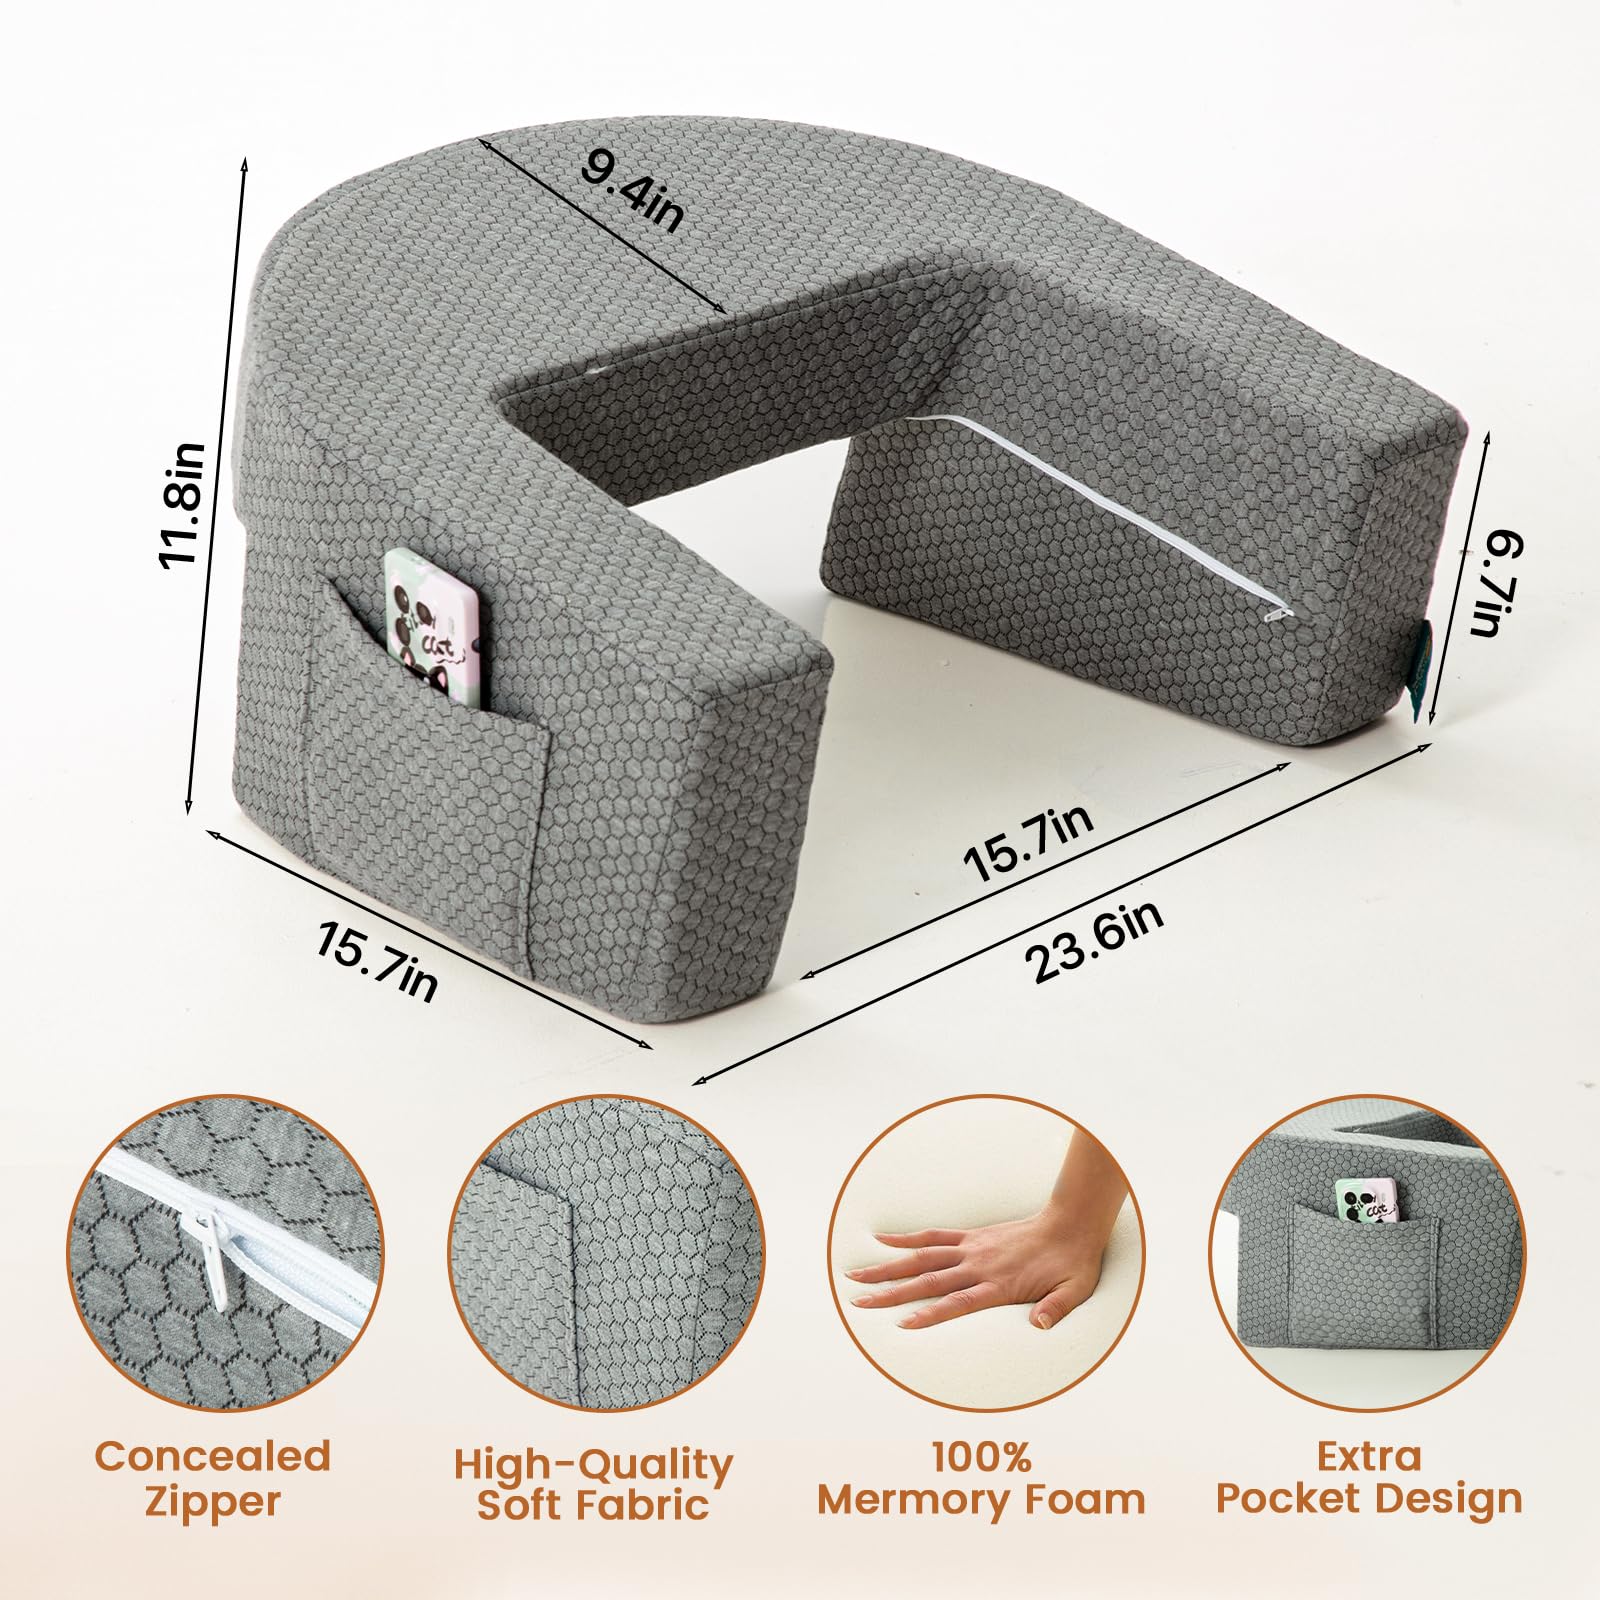 9.4in
11.8in
6.7in
15.7in
15.7in
23.6in
ccat
Concealed
Zipper
High-Quality
Soft Fabric
100%
Mermory Foam
Extra
Pocket Design